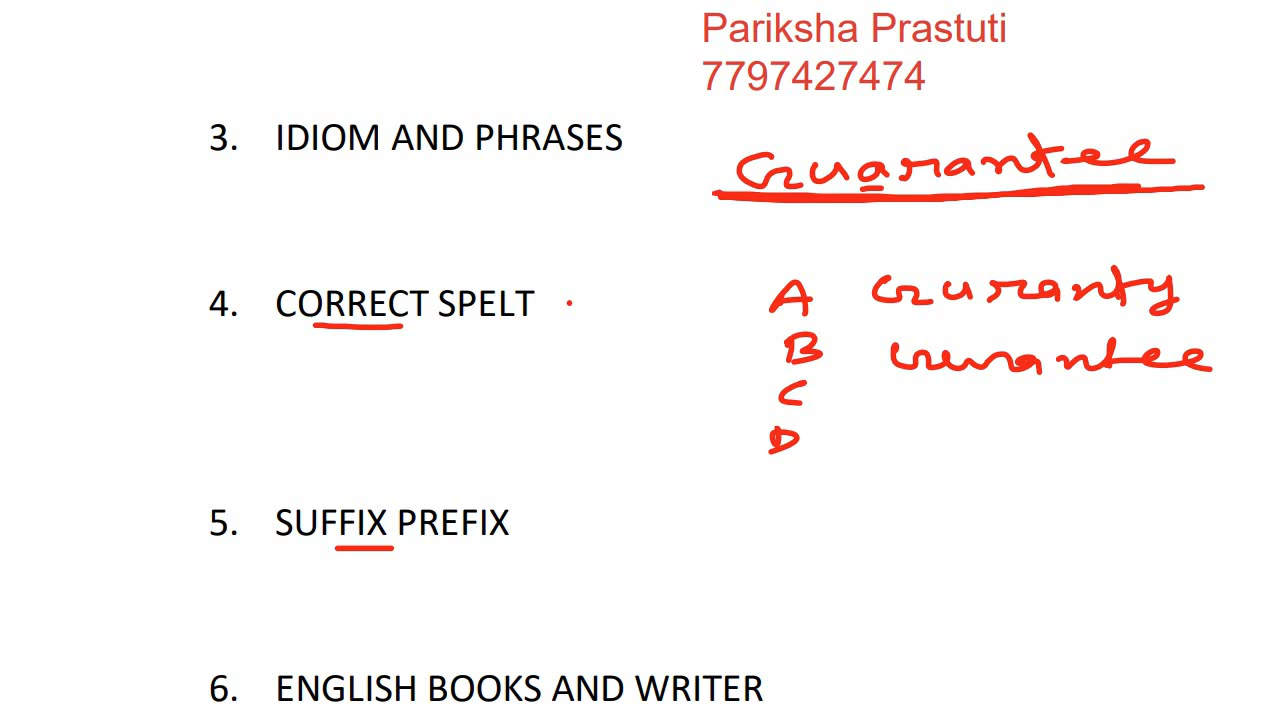 Pariksha Prastuti
7797427474
3. IDIOM AND PHRASES
Guarantee
4. CORRECT SPELT
A Guranty
B Gurantee
C
D
5. SUFFIX PREFIX
6. ENGLISH BOOKS AND WRITER